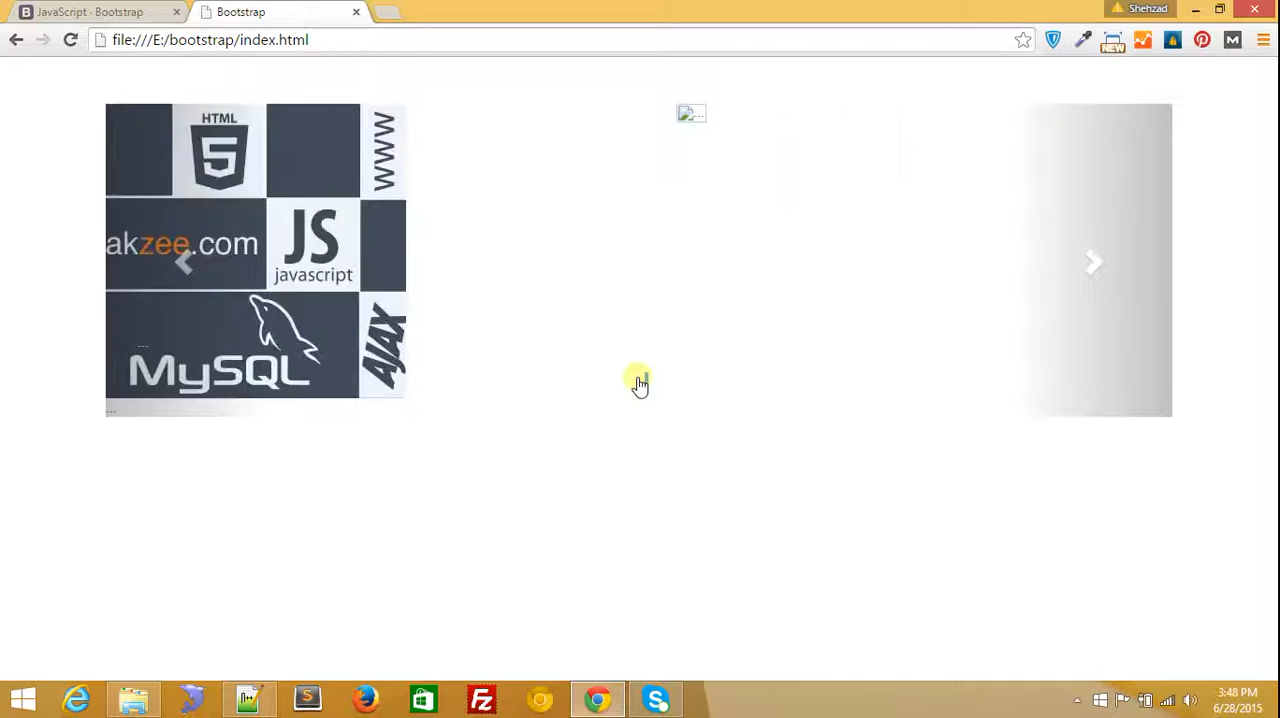 JavaScript · Bootstrap
Bootstrap
Shehzad
file:///E:/bootstrap/index.html
NEW
HTML
5
WWW
...
akzee.com
JS
javascript
...
MySQL
AJAX
...
3:48 PM
6/28/2015